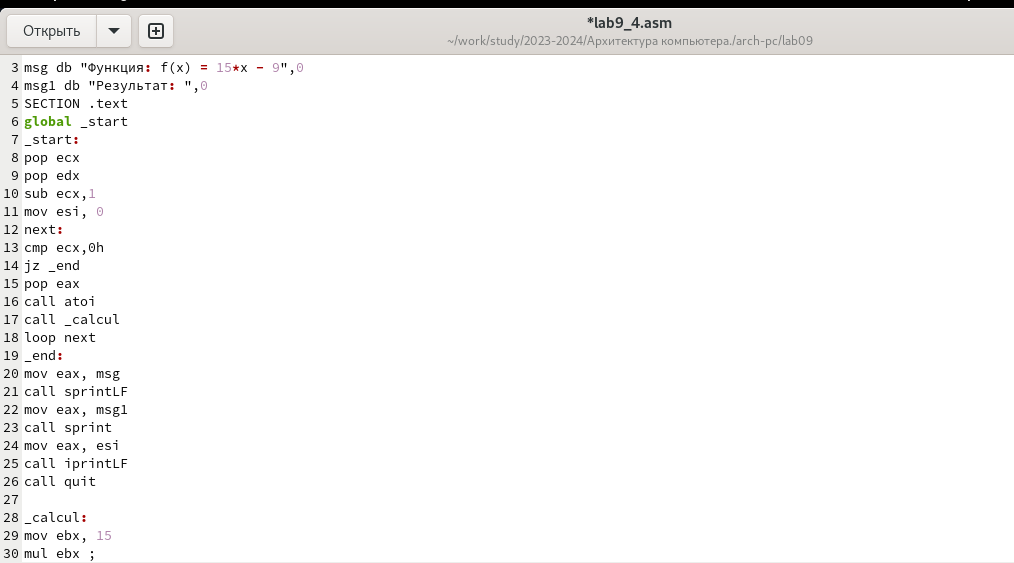 Открыть
*lab9_4.asm
~/work/study/2023-2024/Архитектура компьютера./arch-pc/lab09
3 msg db "Функция: f(x) = 15*x - 9",0
4 msg1 db "Результат: ",0
5 SECTION .text
6 global _start
7 _start:
8 pop ecx
9 pop edx
10 sub ecx,1
11 mov esi, 0
12 next:
13 cmp ecx,0h
14 jz _end
15 pop eax
16 call atoi
17 call _calcul
18 loop next
19 _end:
20 mov eax, msg
21 call sprintLF
22 mov eax, msg1
23 call sprint
24 mov eax, esi
25 call iprintLF
26 call quit
27
28 _calcul:
29 mov ebx, 15
30 mul ebx ;